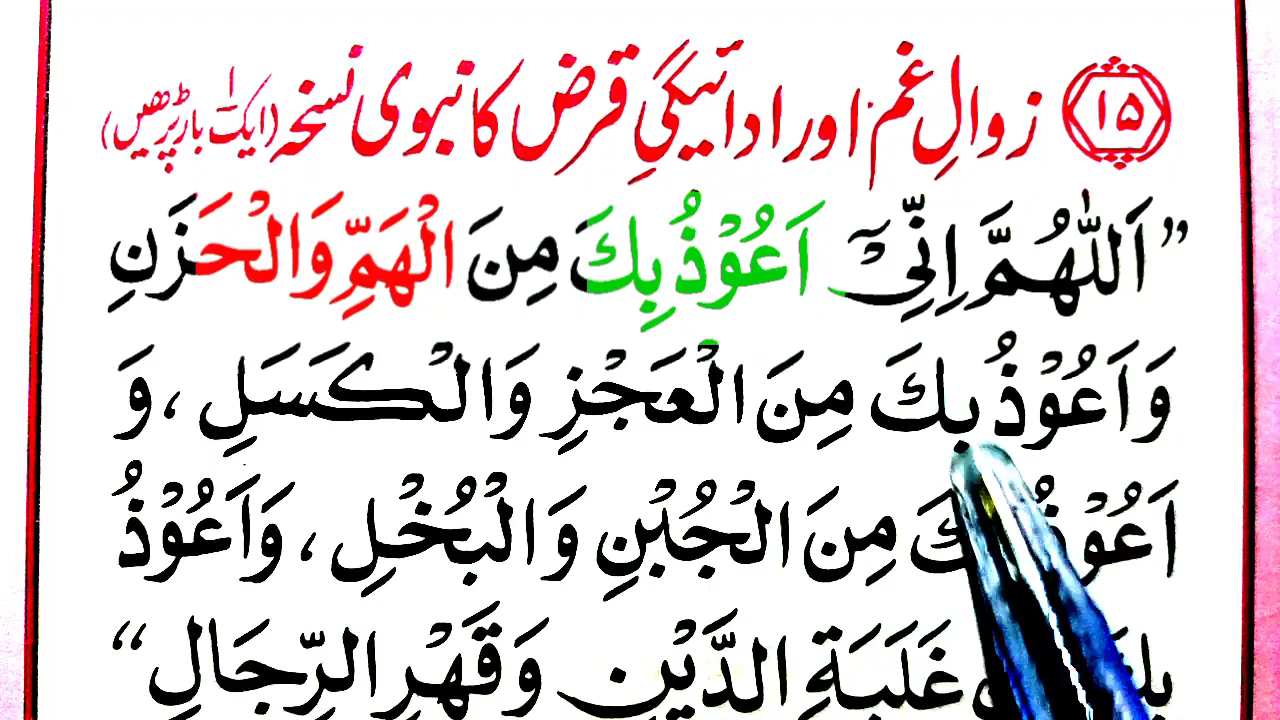 ۱۵ زوالِ غم اور ادائیگیِ قرض کا نبوی نسخہ (ایک بار پڑھیں)
”اَللّٰهُمَّ اِنِّیْۤ اَعُوْذُ بِكَ مِنَ الْهَمِّ وَالْحَزَنِ
وَاَعُوْذُ بِكَ مِنَ الْعَجْزِ وَالْكَسَلِ ، وَ
اَعُوْذُ بِكَ مِنَ الْجُبْنِ وَالْبُخْلِ ، وَاَعُوْذُ
بِكَ غَلَبَةِ الدَّيْنِ وَقَهْرِ الرِّجَالِ“